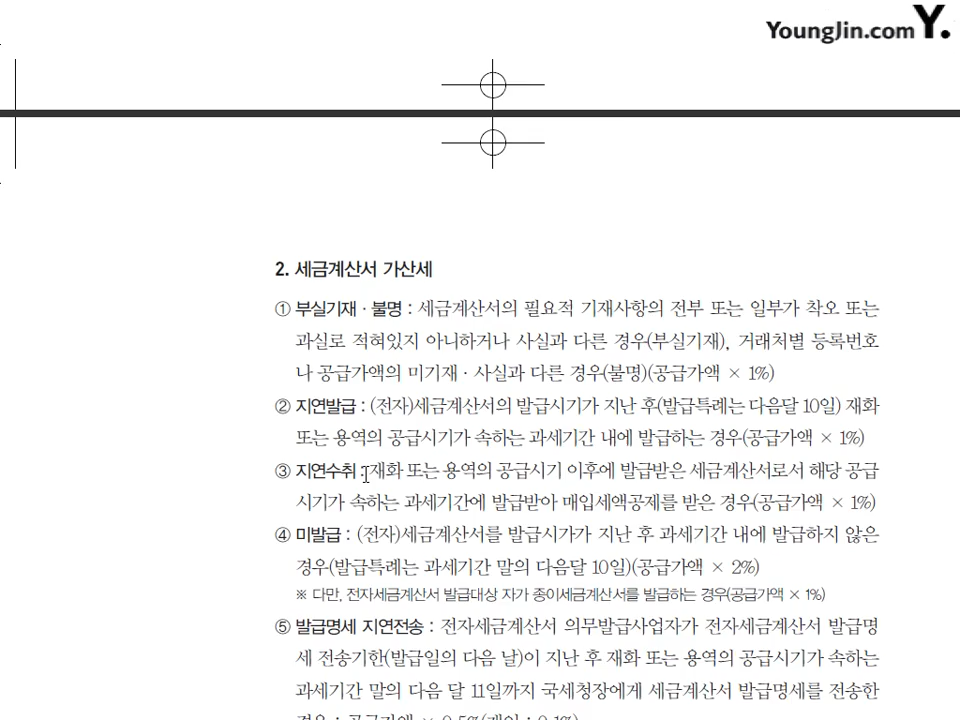 YoungJin.com Y.
2. 세금계산서 가산세
① 부실기재 · 불명 : 세금계산서의 필요적 기재사항의 전부 또는 일부가 착오 또는
과실로 적혀있지 아니하거나 사실과 다른 경우(부실기재), 거래처별 등록번호
나 공급가액의 미기재 · 사실과 다른 경우(불명)(공급가액 × 1%)
② 지연발급 : (전자)세금계산서의 발급시기가 지난 후(발급특례는 다음달 10일) 재화
또는 용역의 공급시기가 속하는 과세기간 내에 발급하는 경우(공급가액 × 1%)
③ 지연수취 : 재화 또는 용역의 공급시기 이후에 발급받은 세금계산서로서 해당 공급
시기가 속하는 과세기간에 발급받아 매입세액공제를 받은 경우(공급가액 × 1%)
④ 미발급 : (전자)세금계산서를 발급시가가 지난 후 과세기간 내에 발급하지 않은
경우(발급특례는 과세기간 말의 다음달 10일)(공급가액 × 2%)
※ 다만, 전자세금계산서 발급대상 자가 종이세금계산서를 발급하는 경우(공급가액 × 1%)
⑤ 발급명세 지연전송 : 전자세금계산서 의무발급사업자가 전자세금계산서 발급명
세 전송기한(발급일의 다음 날)이 지난 후 재화 또는 용역의 공급시기가 속하는
과세기간 말의 다음 달 11일까지 국세청장에게 세금계산서 발급명세를 전송한
경우 : 공급가액 × 0.5%(개인 : 0.1%)